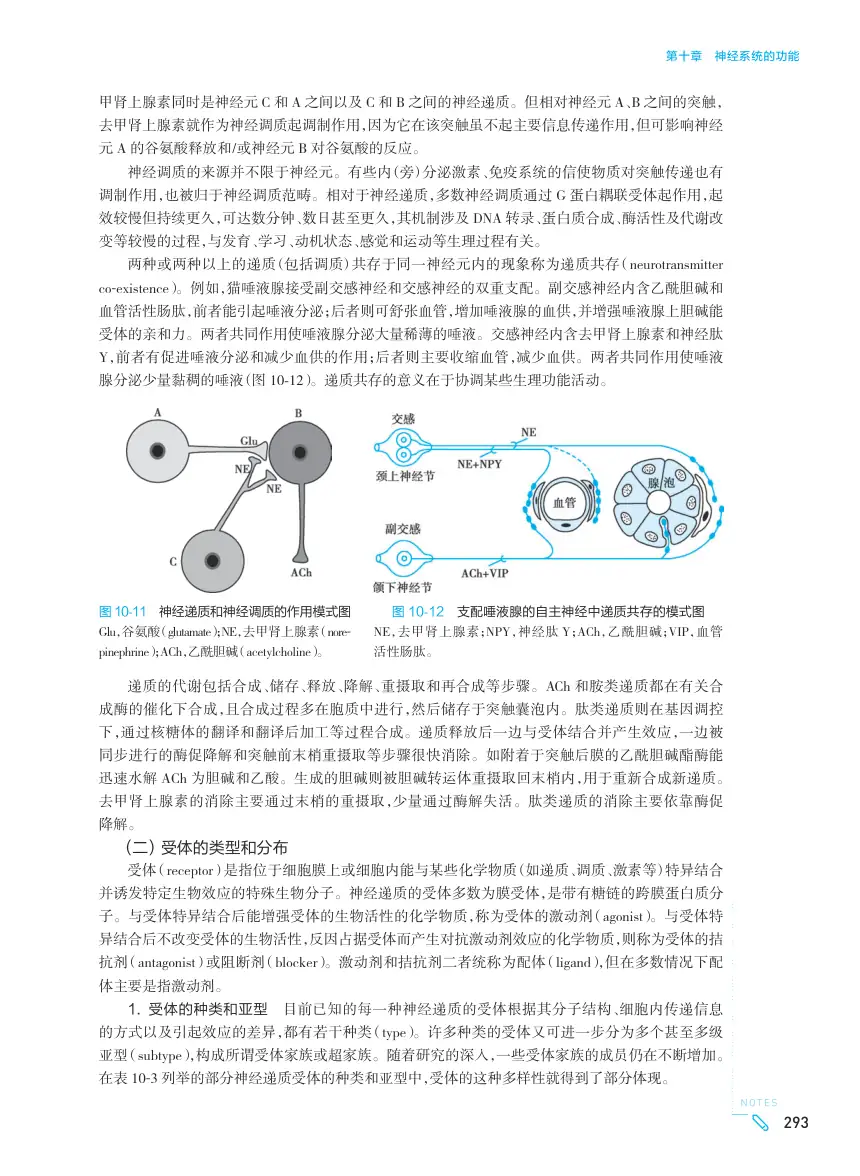 第十章 神经系统的功能
甲肾上腺素同时是神经元 C 和 A 之间以及 C 和 B 之间的神经递质。但相对神经元 A、B 之间的突触,
去甲肾上腺素就作为神经调质起调制作用,因为它在该突触虽不起主要信息传递作用,但可影响神经
元 A 的谷氨酸释放和/或神经元 B 对谷氨酸的反应。
神经调质的来源并不限于神经元。有些内(旁)分泌激素、免疫系统的信使物质对突触传递也有
调制作用,也被归于神经调质范畴。相对于神经递质,多数神经调质通过 G 蛋白耦联受体起作用,起
效较慢但持续更久,可达数分钟、数日甚至更久,其机制涉及 DNA 转录、蛋白质合成、酶活性及代谢改
变等较慢的过程,与发育、学习、动机状态、感觉和运动等生理过程有关。
两种或两种以上的递质(包括调质)共存于同一神经元内的现象称为递质共存(neurotransmitter
co-existence)。例如,猫唾液腺接受副交感神经和交感神经的双重支配。副交感神经内含乙酰胆碱和
血管活性肠肽,前者能引起唾液分泌;后者则可舒张血管,增加唾液腺的血供,并增强唾液腺上胆碱能
受体的亲和力。两者共同作用使唾液腺分泌大量稀薄的唾液。交感神经内含去甲肾上腺素和神经肽
Y,前者有促进唾液分泌和减少血供的作用;后者则主要收缩血管,减少血供。两者共同作用使唾液
腺分泌少量黏稠的唾液(图 10-12)。递质共存的意义在于协调某些生理功能活动。
A
B
Glu
NE
NE
C
ACh
交感
NE
NE+NPY
颈上神经节
血管
腺泡
副交感
ACh+VIP
颌下神经节
图 10-11 神经递质和神经调质的作用模式图
Glu,谷氨酸(glutamate);NE,去甲肾上腺素(nore-
pinephrine);ACh,乙酰胆碱(acetylcholine)。
图 10-12 支配唾液腺的自主神经中递质共存的模式图
NE,去甲肾上腺素;NPY,神经肽 Y;ACh,乙酰胆碱;VIP,血管
活性肠肽。
递质的代谢包括合成、储存、释放、降解、重摄取和再合成等步骤。ACh 和胺类递质都在有关合
成酶的催化下合成,且合成过程多在胞质中进行,然后储存于突触囊泡内。肽类递质则在基因调控
下,通过核糖体的翻译和翻译后加工等过程合成。递质释放后一边与受体结合并产生效应,一边被
同步进行的酶促降解和突触前末梢重摄取等步骤很快消除。如附着于突触后膜的乙酰胆碱酯酶能
迅速水解 ACh 为胆碱和乙酸。生成的胆碱则被胆碱转运体重摄取回末梢内,用于重新合成新递质。
去甲肾上腺素的消除主要通过末梢的重摄取,少量通过酶解失活。肽类递质的消除主要依靠酶促
降解。
(二)受体的类型和分布
受体(receptor)是指位于细胞膜上或细胞内能与某些化学物质(如递质、调质、激素等)特异结合
并诱发特定生物效应的特殊生物分子。神经递质的受体多数为膜受体,是带有糖链的跨膜蛋白质分
子。与受体特异结合后能增强受体的生物活性的化学物质,称为受体的激动剂(agonist)。与受体特
异结合后不改变受体的生物活性,反因占据受体而产生对抗激动剂效应的化学物质,则称为受体的拮
抗剂(antagonist)或阻断剂(blocker)。激动剂和拮抗剂二者统称为配体(ligand),但在多数情况下配
体主要是指激动剂。
1. 受体的种类和亚型 目前已知的每一种神经递质的受体根据其分子结构、细胞内传递信息
的方式以及引起效应的差异,都有若干种类(type)。许多种类的受体又可进一步分为多个甚至多级
亚型(subtype),构成所谓受体家族或超家族。随着研究的深入,一些受体家族的成员仍在不断增加。
在表 10-3 列举的部分神经递质受体的种类和亚型中,受体的这种多样性就得到了部分体现。
NOTES
293